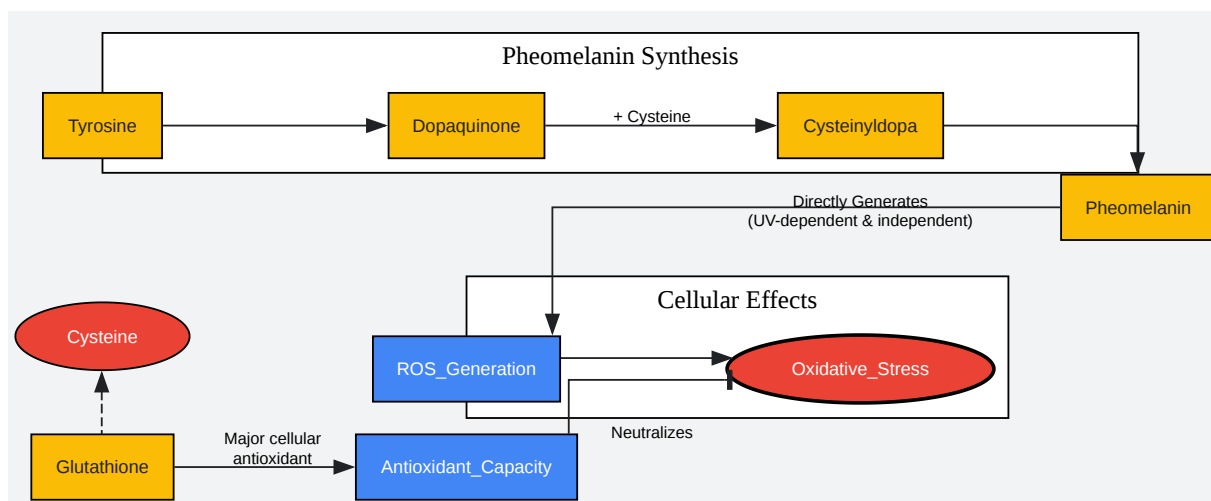 Pheomelanin Synthesis
Tyrosine
Dopaquinone
+ Cysteine
Cysteinyldopa
Pheomelanin
Directly Generates
(UV-dependent & independent)
Cellular Effects
Cysteine
ROS_Generation
Oxidative_Stress
Neutralizes
Major cellular
antioxidant
Glutathione
Antioxidant_Capacity